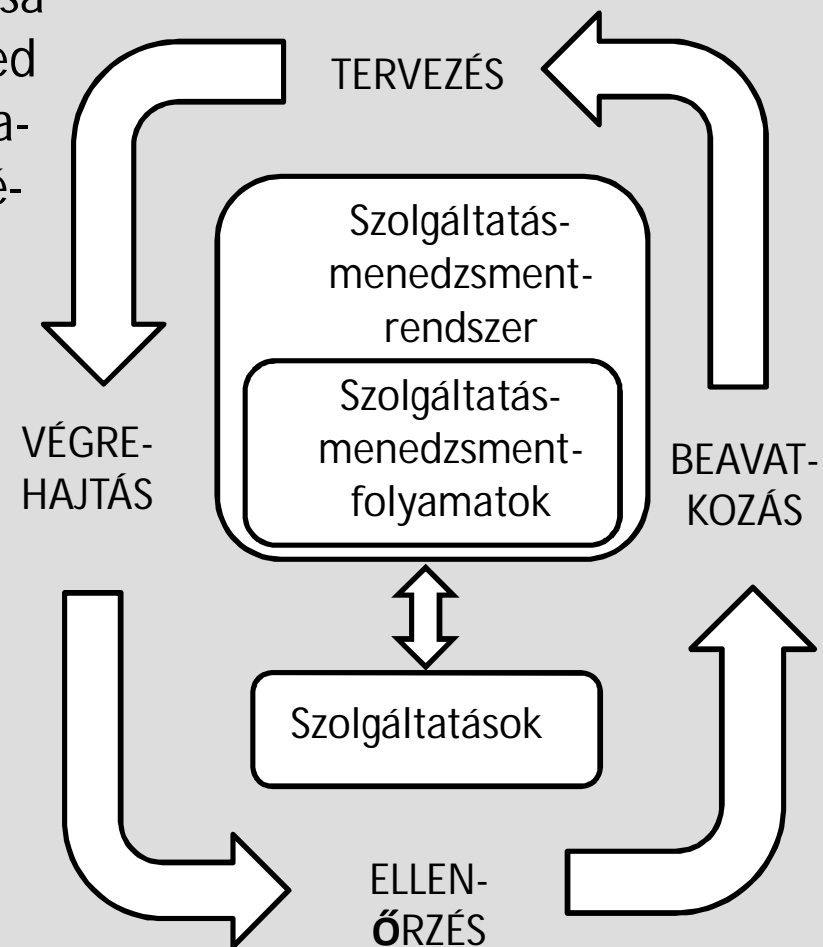 TERVEZÉS
Szolgáltatás-
menedzsment-
rendszer
Szolgáltatás-
menedzsment-
folyamatok
VÉGRE-
HAJTÁS
BEAVAT-
KOZÁS
Szolgáltatások
ELLEN-
ŐRZÉS